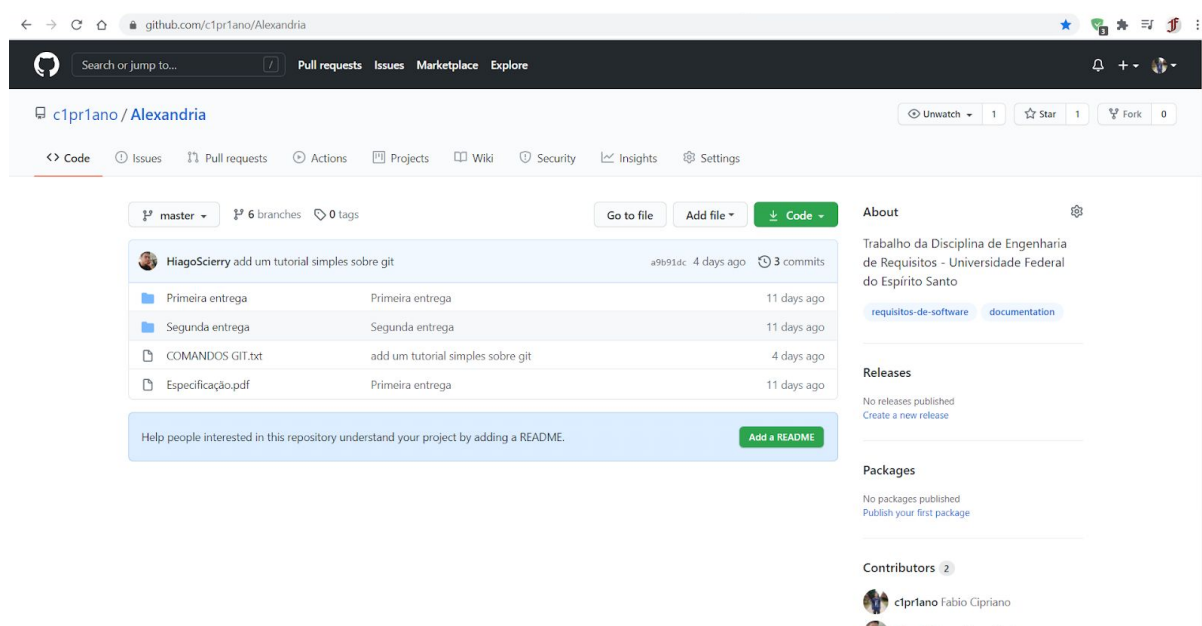 github.com/c1pr1ano/Alexandria
3
Search or jump to... / Pull requests Issues Marketplace Explore
c1pr1ano / Alexandria
Unwatch 1 Star 1 Fork 0
Code Issues Pull requests Actions Projects Wiki Security Insights Settings
master 6 branches 0 tags Go to file Add file Code
HiagoScierry add um tutorial simples sobre git a9b91dc 4 days ago 3 commits
Primeira entrega Primeira entrega 11 days ago
Segunda entrega Segunda entrega 11 days ago
COMANDOS GIT.txt add um tutorial simples sobre git 4 days ago
Especificação.pdf Primeira entrega 11 days ago
Help people interested in this repository understand your project by adding a README. Add a README
About
Trabalho da Disciplina de Engenharia
de Requisitos - Universidade Federal
do Espírito Santo
requisitos-de-software documentation
Releases
No releases published
Create a new release
Packages
No packages published
Publish your first package
Contributors 2
c1pr1ano Fabio Cipriano